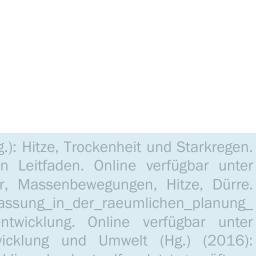 g.): Hitze, Trockenheit und Starkregen.
n Leitfaden. Online verfügbar unter
r, Massenbewegungen, Hitze, Dürre.
assung_in_der_raeumlichen_planung_
entwicklung. Online verfügbar unter
vicklung und Umwelt (Hg.) (2016):